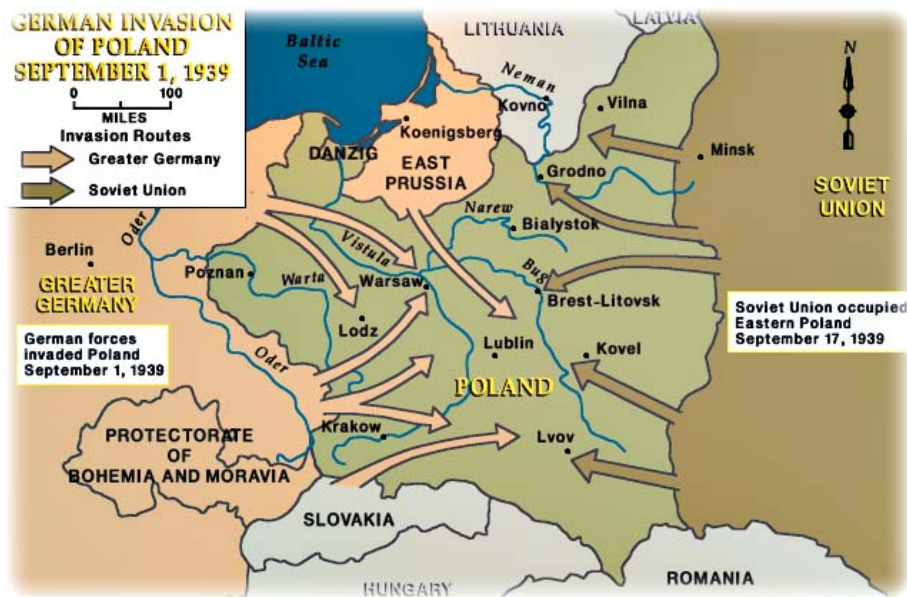 GERMAN INVASION
OF POLAND
SEPTEMBER 1, 1939
0 100
MILES
Invasion Routes
Greater Germany
Soviet Union
Baltic
Sea
LITHUANIA
LATVIA
N
Neman
Kovno
Vilna
Koenigsberg
Minsk
DANZIG
EAST
PRUSSIA
Grodno
SOVIET
UNION
Oder
Narew
Bialystok
Berlin
Vistula
GREATER
GERMANY
Poznan
Warta
Warsaw
Bug
Brest-Litovsk
Lodz
German forces
invaded Poland
September 1, 1939
Oder
Lublin
Kovel
Soviet Union occupied
Eastern Poland
September 17, 1939
POLAND
PROTECTORATE
OF
BOHEMIA AND MORAVIA
Krakow
Lvov
SLOVAKIA
HUNGARY
ROMANIA